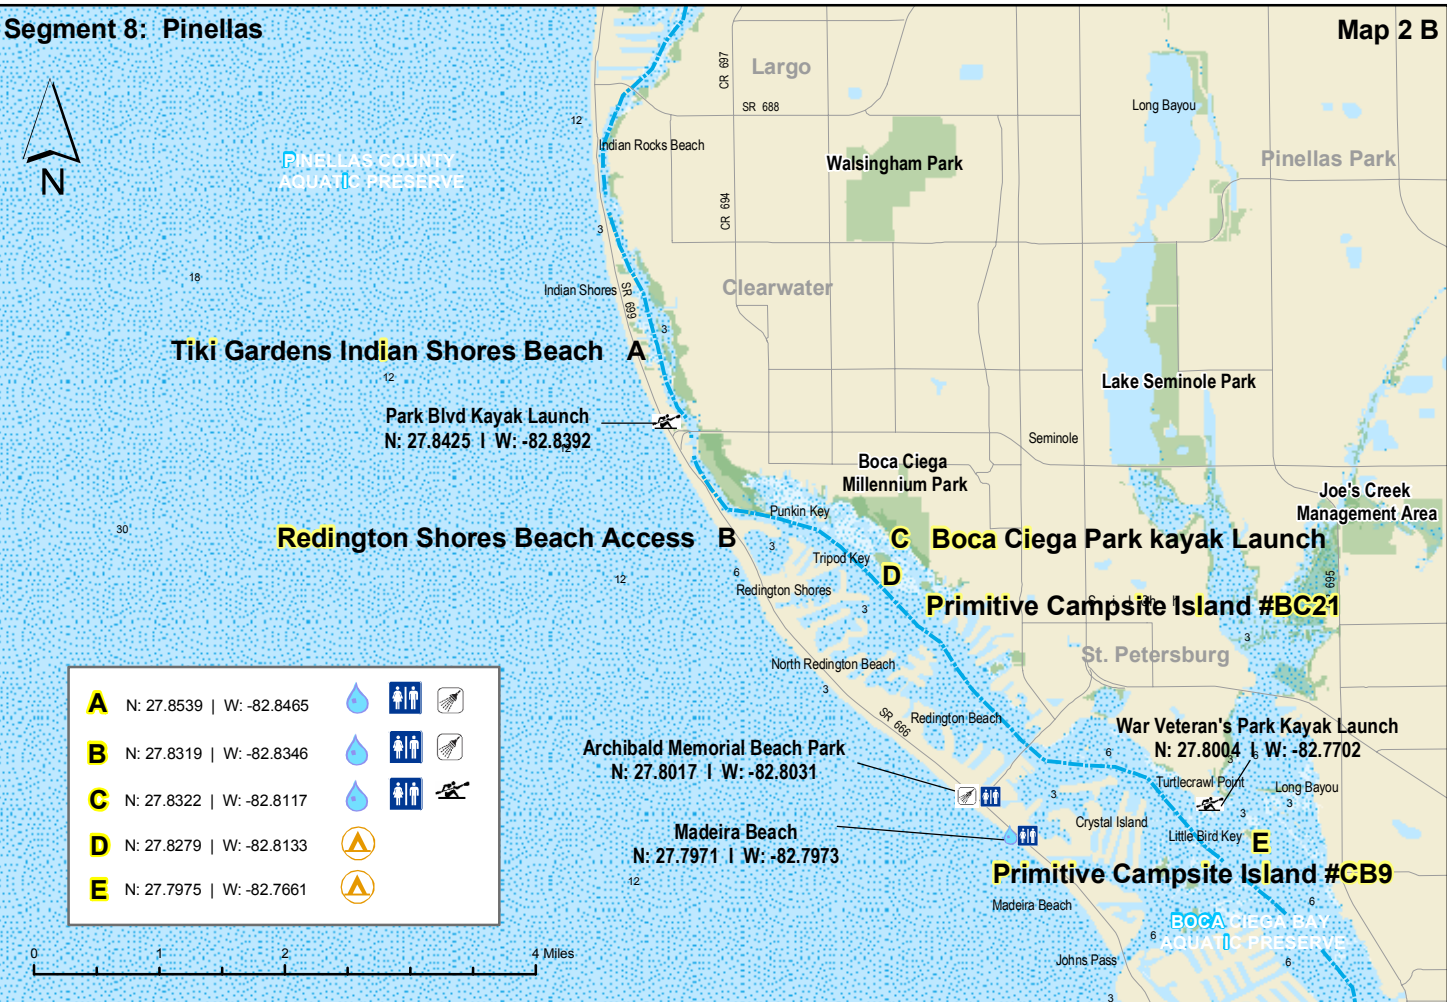 Segment 8: Pinellas
Map 2 B
N
PINELLAS COUNTY
AQUATIC PRESERVE
Largo
CR 697
SR 688
Long Bayou
12
Indian Rocks Beach
Walsingham Park
Pinellas Park
CR 694
3
18
Indian Shores
SR 699
Clearwater
3
Tiki Gardens Indian Shores Beach A
12
Lake Seminole Park
Park Blvd Kayak Launch
N: 27.8425 | W: -82.8392
12
Seminole
Boca Ciega
Millennium Park
Joe's Creek
Management Area
Punkin Key
30
Redington Shores Beach Access B
3
C Boca Ciega Park kayak Launch
Tripod Key
6
12
D
695
Redington Shores
3
Primitive Campsite Island #BC21
3
St. Petersburg
North Redington Beach
3
SR 666
Redington Beach
War Veteran's Park Kayak Launch
N: 27.8004 | W: -82.7702
Archibald Memorial Beach Park
N: 27.8017 | W: -82.8031
6
3
6
Turtlecrawl Point
Long Bayou
3
3
3
Crystal Island
Little Bird Key
E
Madeira Beach
N: 27.7971 | W: -82.7973
Primitive Campsite Island #CB9
12
Madeira Beach
6
BOCA CIEGA BAY
AQUATIC PRESERVE
6
6
Johns Pass
3
A N: 27.8539 | W: -82.8465
B N: 27.8319 | W: -82.8346
C N: 27.8322 | W: -82.8117
D N: 27.8279 | W: -82.8133
E N: 27.7975 | W: -82.7661
0 1 2 4 Miles